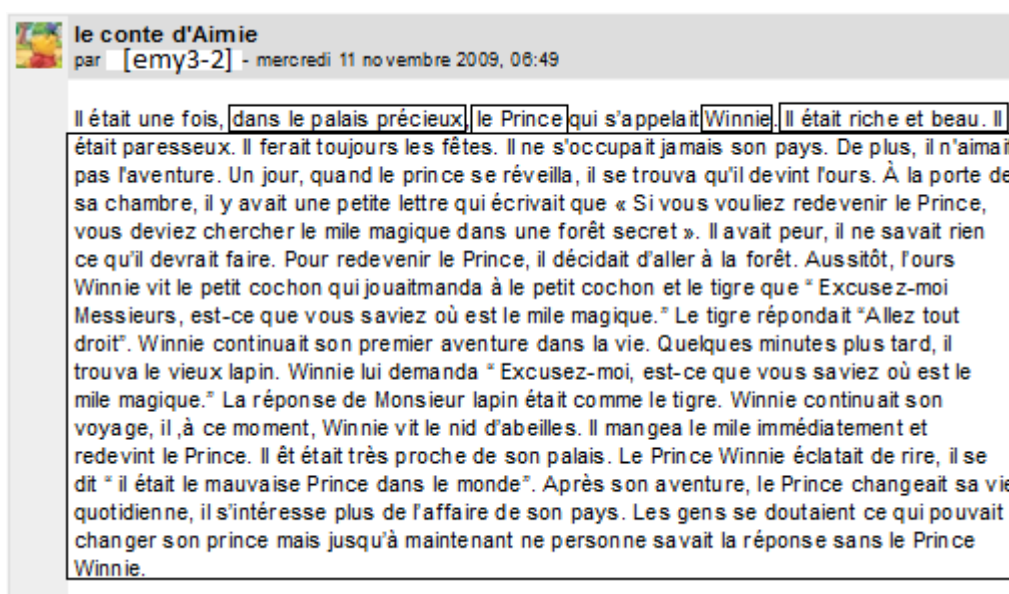 le conte d'Aimie
par [emy3-2] - mercredi 11 novembre 2009, 06:49
Il était une fois, dans le palais précieux, le Prince qui s'appelait Winnie. Il était riche et beau. Il
était paresseux. Il ferait toujours les fêtes. Il ne s'occupait jamais son pays. De plus, il n'aimait
pas l'aventure. Un jour, quand le prince se réveilla, il se trouva qu'il devint l'ours. À la porte de
sa chambre, il y avait une petite lettre qui écrivait que « Si vous vouliez redevenir le Prince,
vous deviez chercher le mile magique dans une forêt secret ». Il avait peur, il ne savait rien
ce qu'il devrait faire. Pour redevenir le Prince, il décidait d'aller à la forêt. Aussitôt, l'ours
Winnie vit le petit cochon qui jouaitmanda à le petit cochon et le tigre que “ Excusez-moi
Messieurs, est-ce que vous saviez où est le mile magique.” Le tigre répondait “Allez tout
droit”. Winnie continuait son premier aventure dans la vie. Quelques minutes plus tard, il
trouva le vieux lapin. Winnie lui demanda “ Excusez-moi, est-ce que vous saviez où est le
mile magique.” La réponse de Monsieur lapin était comme le tigre. Winnie continuait son
voyage, il ,à ce moment, Winnie vit le nid d'abeilles. Il mangea le mile immédiatement et
redevint le Prince. Il êt était très proche de son palais. Le Prince Winnie éclatait de rire, il se
dit “ il était le mauvaise Prince dans le monde”. Après son aventure, le Prince changeait sa vie
quotidienne, il s'intéresse plus de l'affaire de son pays. Les gens se doutaient ce qui pouvait
changer son prince mais jusqu'à maintenant ne personne savait la réponse sans le Prince
Winnie.